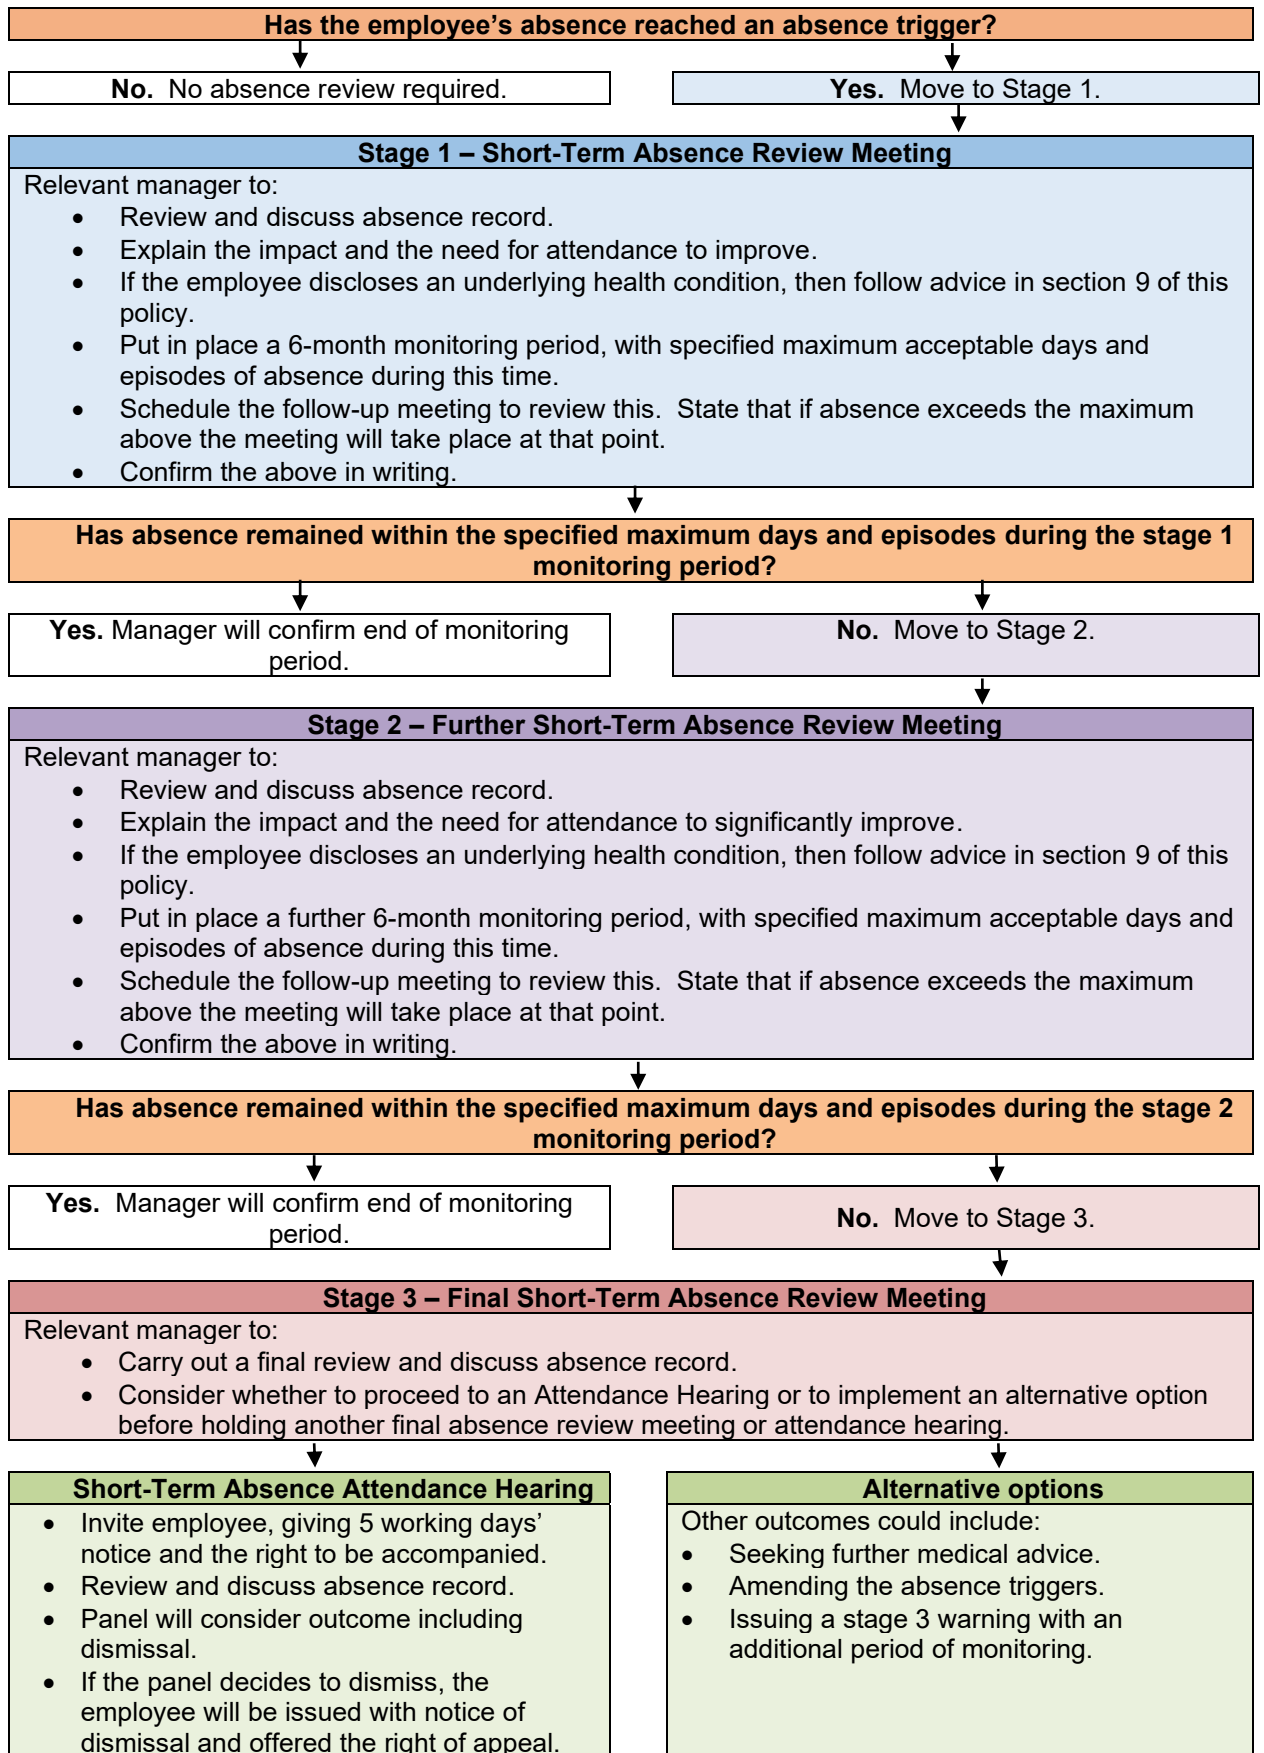 Has the employee’s absence reached an absence trigger?
No.  No absence review required.
Yes.  Move to Stage 1.
Stage 1 – Short-Term Absence Review Meeting
Relevant manager to:
• Review and discuss absence record.
• Explain the impact and the need for attendance to improve.
• If the employee discloses an underlying health condition, then follow advice in section 9 of this
policy.
• Put in place a 6-month monitoring period, with specified maximum acceptable days and
episodes of absence during this time.
• Schedule the follow-up meeting to review this.  State that if absence exceeds the maximum
above the meeting will take place at that point.
• Confirm the above in writing.
Has absence remained within the specified maximum days and episodes during the stage 1
monitoring period?
Yes. Manager will confirm end of monitoring
period.
No.  Move to Stage 2.
Stage 2 – Further Short-Term Absence Review Meeting
Relevant manager to:
• Review and discuss absence record.
• Explain the impact and the need for attendance to significantly improve.
• If the employee discloses an underlying health condition, then follow advice in section 9 of this
policy.
• Put in place a further 6-month monitoring period, with specified maximum acceptable days and
episodes of absence during this time.
• Schedule the follow-up meeting to review this.  State that if absence exceeds the maximum
above the meeting will take place at that point.
• Confirm the above in writing.
Has absence remained within the specified maximum days and episodes during the stage 2
monitoring period?
Yes.  Manager will confirm end of monitoring
period.
No.  Move to Stage 3.
Stage 3 – Final Short-Term Absence Review Meeting
Relevant manager to:
• Carry out a final review and discuss absence record.
• Consider whether to proceed to an Attendance Hearing or to implement an alternative option
before holding another final absence review meeting or attendance hearing.
Short-Term Absence Attendance Hearing
• Invite employee, giving 5 working days’
notice and the right to be accompanied.
• Review and discuss absence record.
• Panel will consider outcome including
dismissal.
• If the panel decides to dismiss, the
employee will be issued with notice of
dismissal and offered the right of appeal.
Alternative options
Other outcomes could include:
• Seeking further medical advice.
• Amending the absence triggers.
• Issuing a stage 3 warning with an
additional period of monitoring.